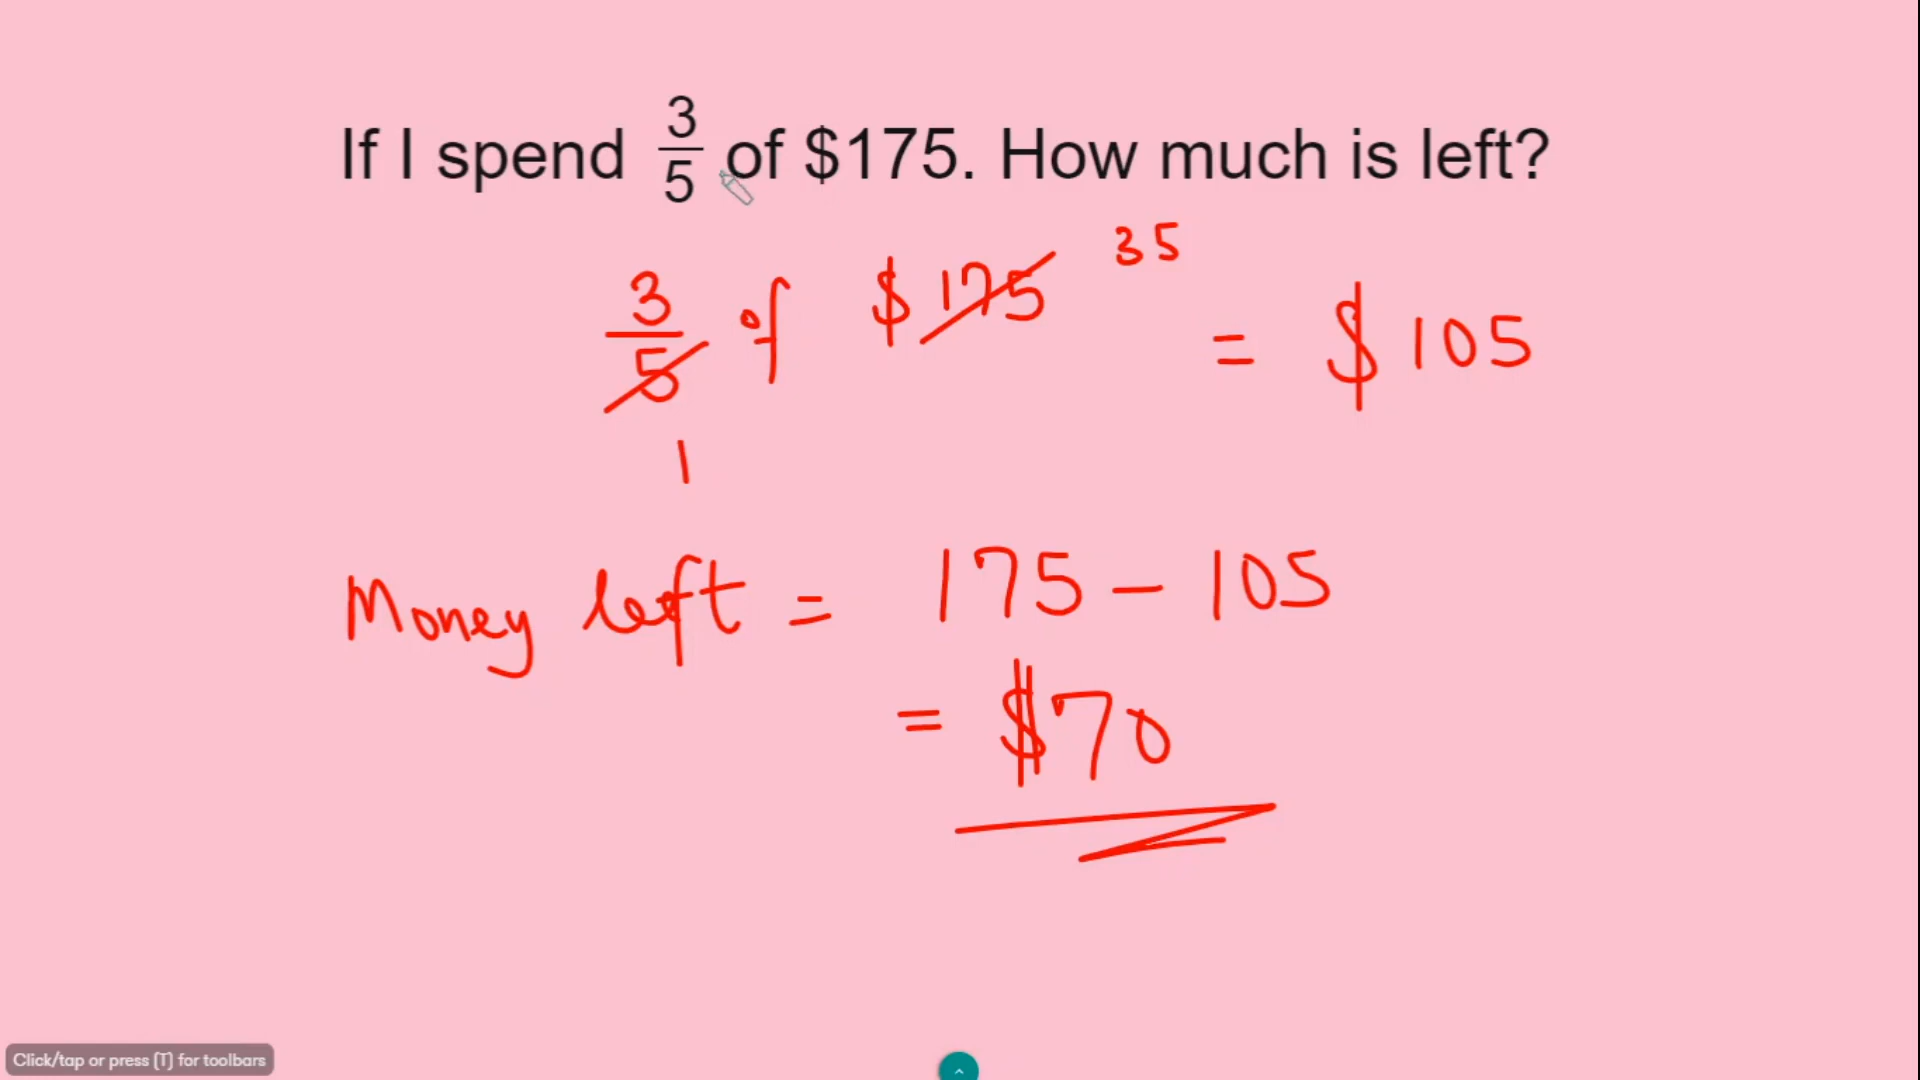 If I spend 3/5 of $175. How much is left?
3/5 of $175 35 = $105
1
Money left = 175 - 105
= $70
Click/tap or press (T) for toolbars